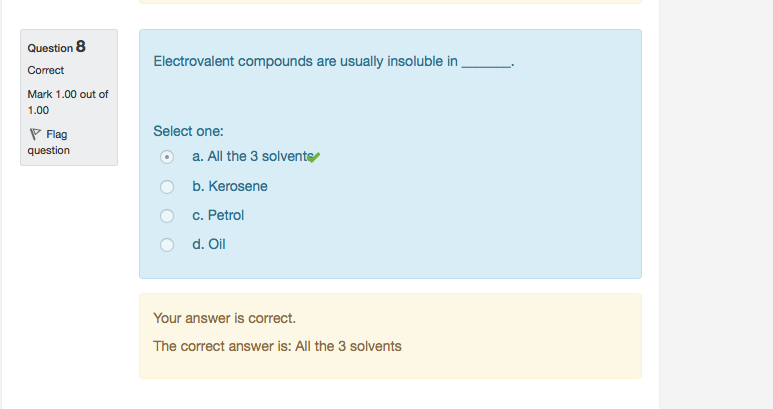 Question 8
Correct
Mark 1.00 out of
1.00
Flag
question
Electrovalent compounds are usually insoluble in _______.
Select one:
a. All the 3 solvents
b. Kerosene
c. Petrol
d. Oil
Your answer is correct.
The correct answer is: All the 3 solvents